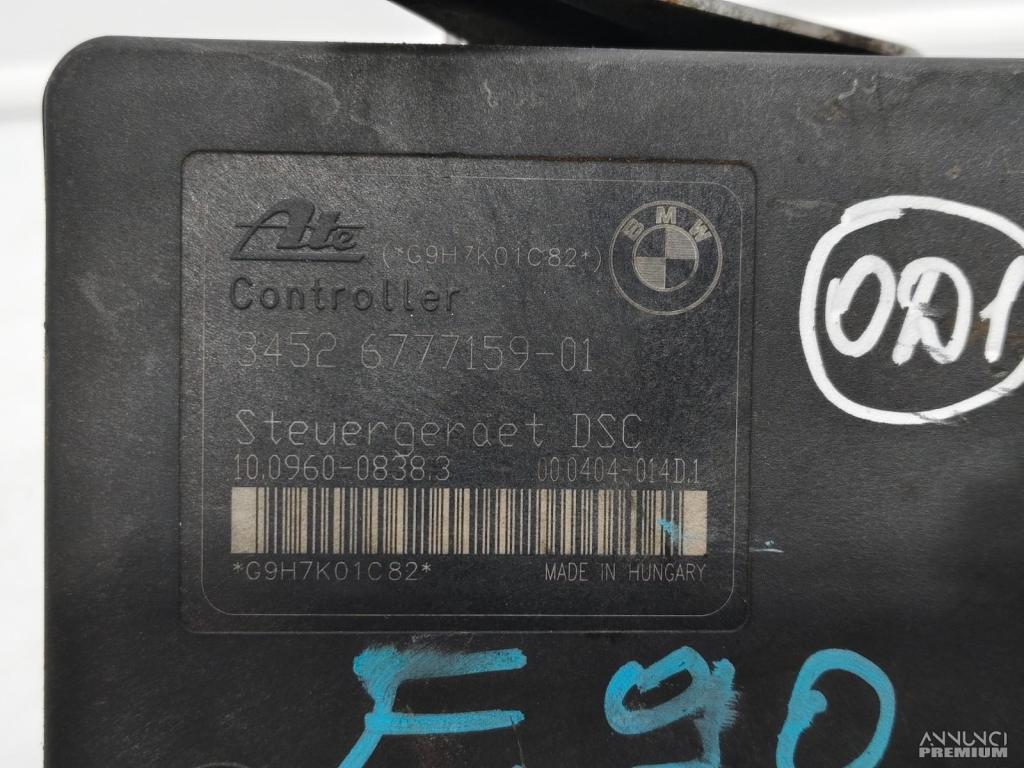 Ate
(*G9H7K01C82*)
BMW
Controller
3452 6777159-01
Steuergeraet DSC
10.0960-0838.3 00.0404-014D.1
*G9H7K01C82* MADE IN HUNGARY
E90
ANNUNCI
PREMIUM